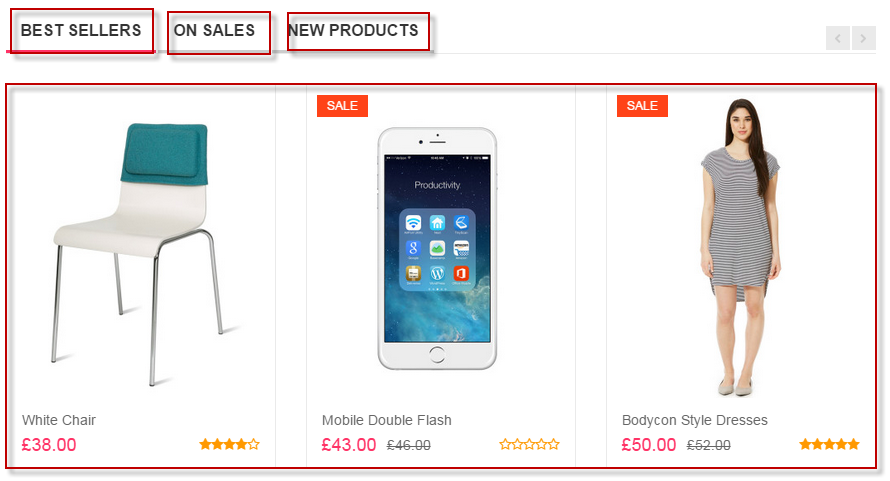 BEST SELLERS
ON SALES
NEW PRODUCTS
SALE
SALE
Productivity
White Chair
Mobile Double Flash
Bodycon Style Dresses
£38.00
£43.00 £46.00
£50.00 £52.00